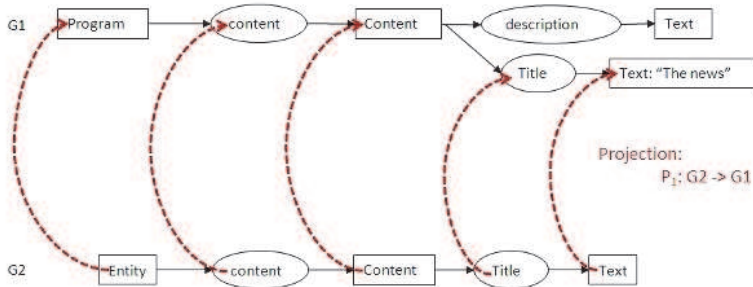 G1 Program content Content description Text
Title Text: "The news"
Projection:
P₁: G2 -> G1
G2 Entity content Content Title Text